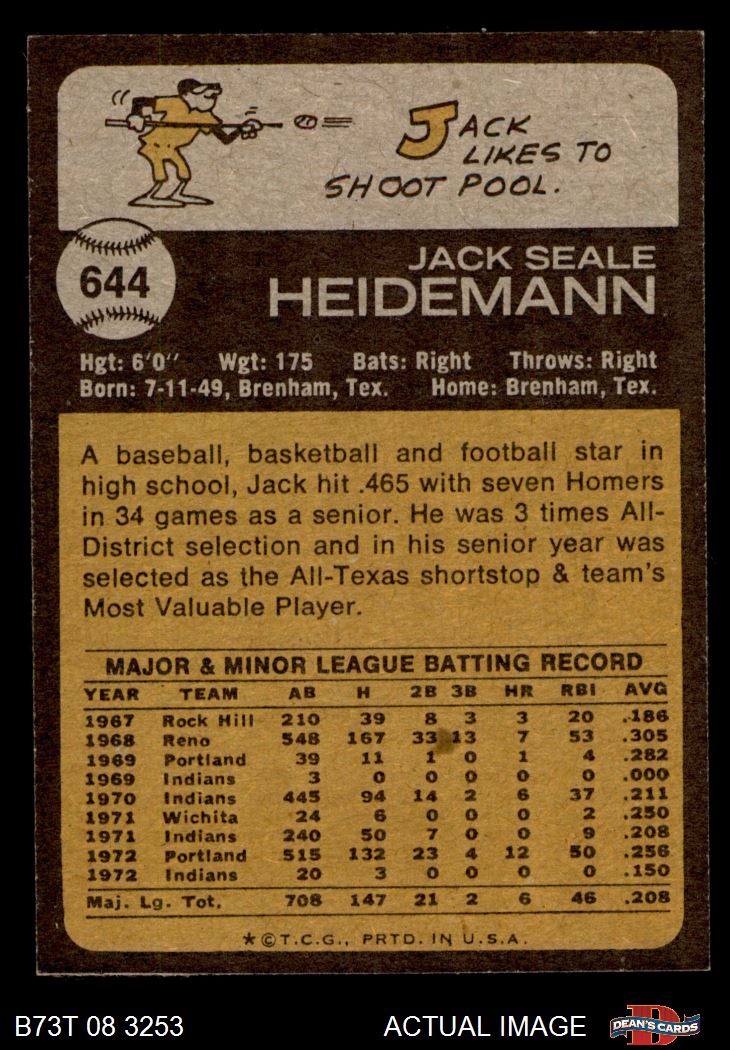 JACK
LIKES TO
SHOOT POOL.
644
JACK SEALE
HEIDEMANN
Hgt: 6'0" Wgt: 175 Bats: Right Throws: Right
Born: 7-11-49, Brenham, Tex. Home: Brenham, Tex.
A baseball, basketball and football star in
high school, Jack hit .465 with seven Homers
in 34 games as a senior. He was 3 times All-
District selection and in his senior year was
selected as the All-Texas shortstop & team's
Most Valuable Player.
MAJOR & MINOR LEAGUE BATTING RECORD
YEAR TEAM AB H 2B 3B HR RBI AVG
1967 Rock Hill 210 39 8 3 3 20 .186
1968 Reno 548 167 33 13 7 53 .305
1969 Portland 39 11 1 0 1 4 .282
1969 Indians 3 0 0 0 0 0 .000
1970 Indians 445 94 14 2 6 37 .211
1971 Wichita 24 6 0 0 0 2 .250
1971 Indians 240 50 7 0 0 9 .208
1972 Portland 515 132 23 4 12 50 .256
1972 Indians 20 3 0 0 0 0 .150
Maj. Lg. Tot. 708 147 21 2 6 46 .208
★©T.C.G., PRTD. IN U.S.A.
B73T 08 3253 ACTUAL IMAGE
D
DEAN'S CARDS